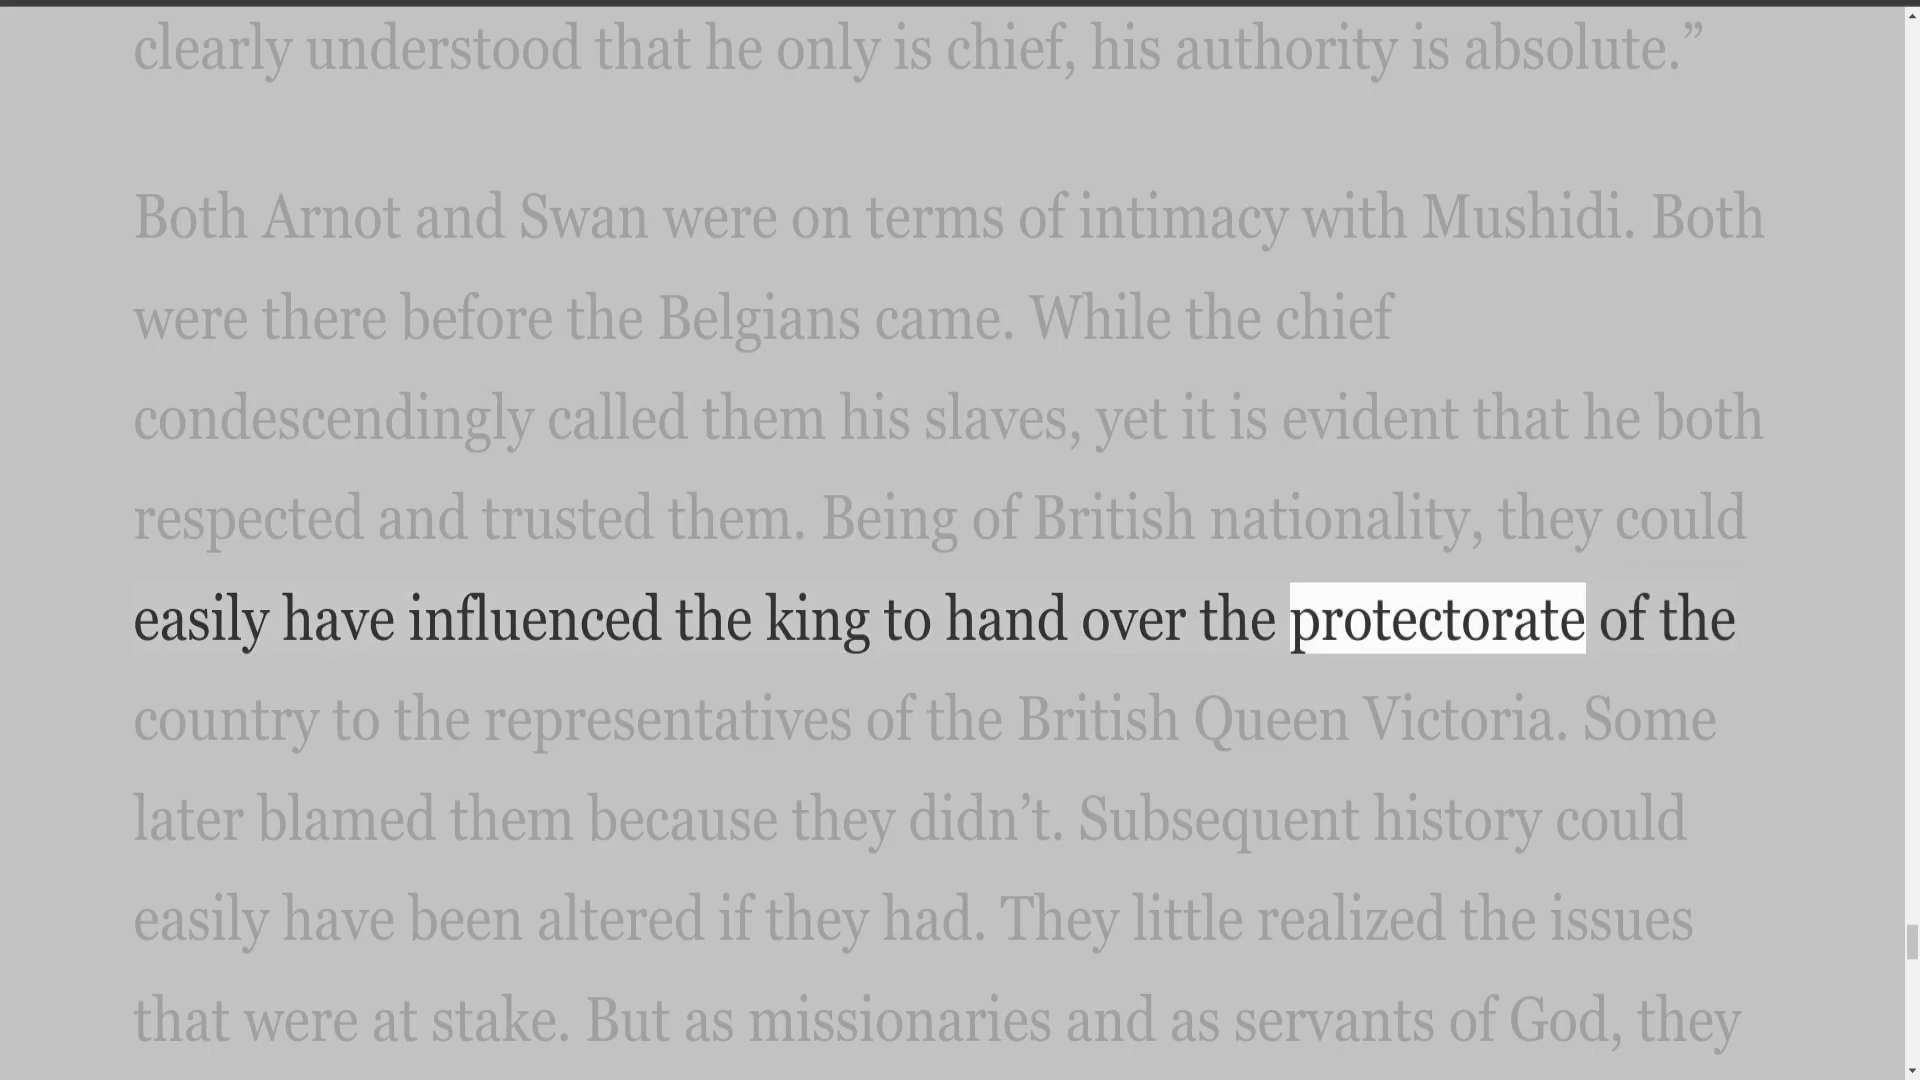 clearly understood that he only is chief, his authority is absolute.”
Both Arnot and Swan were on terms of intimacy with Mushidi. Both
were there before the Belgians came. While the chief
condescendingly called them his slaves, yet it is evident that he both
respected and trusted them. Being of British nationality, they could
easily have influenced the king to hand over the protectorate of the
country to the representatives of the British Queen Victoria. Some
later blamed them because they didn’t. Subsequent history could
easily have been altered if they had. They little realized the issues
that were at stake. But as missionaries and as servants of God, they